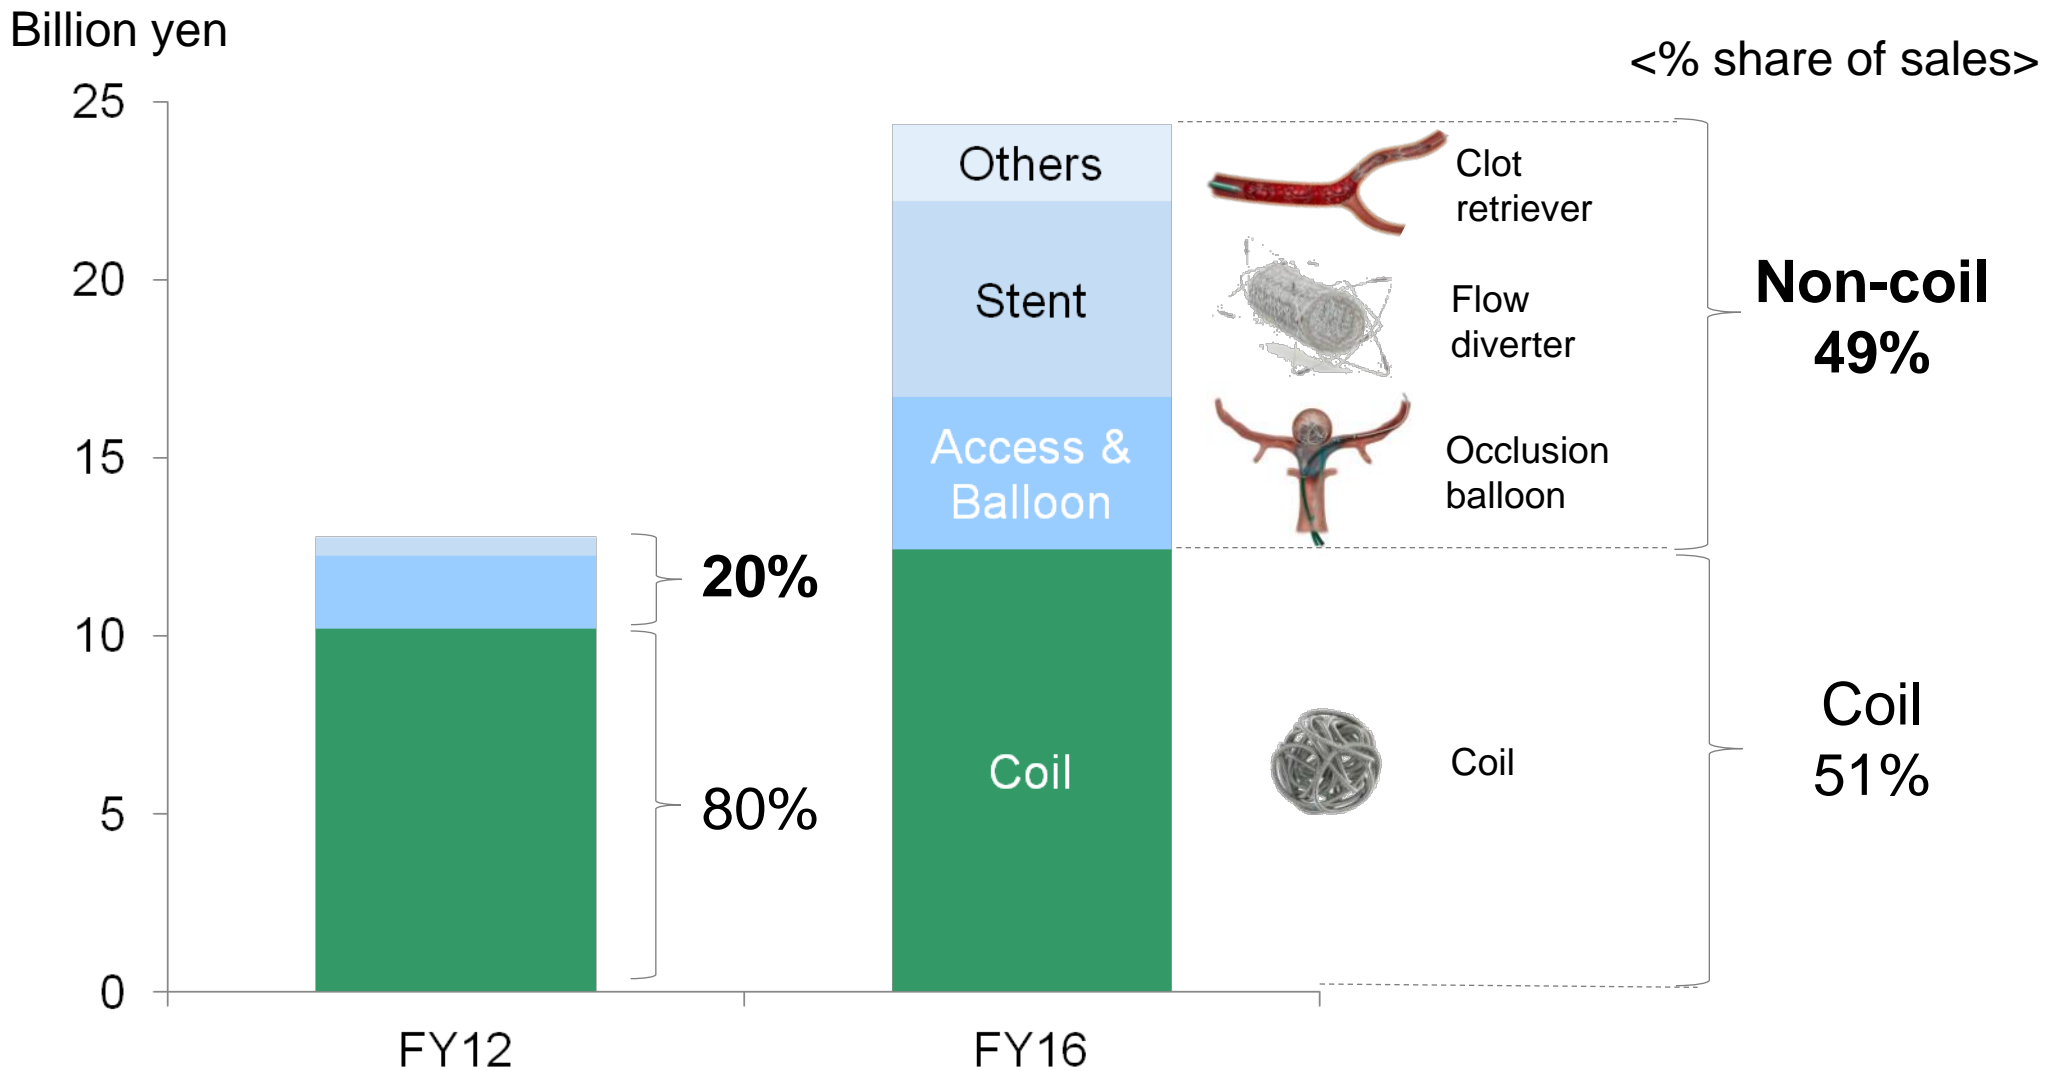 Billion yen
<% share of sales>
25
20
15
10
5
0
20%
80%
Others
Stent
Access &
Balloon
Coil
Clot
retriever
Flow
diverter
Occlusion
balloon
Coil
Non-coil
49%
Coil
51%
FY12
FY16